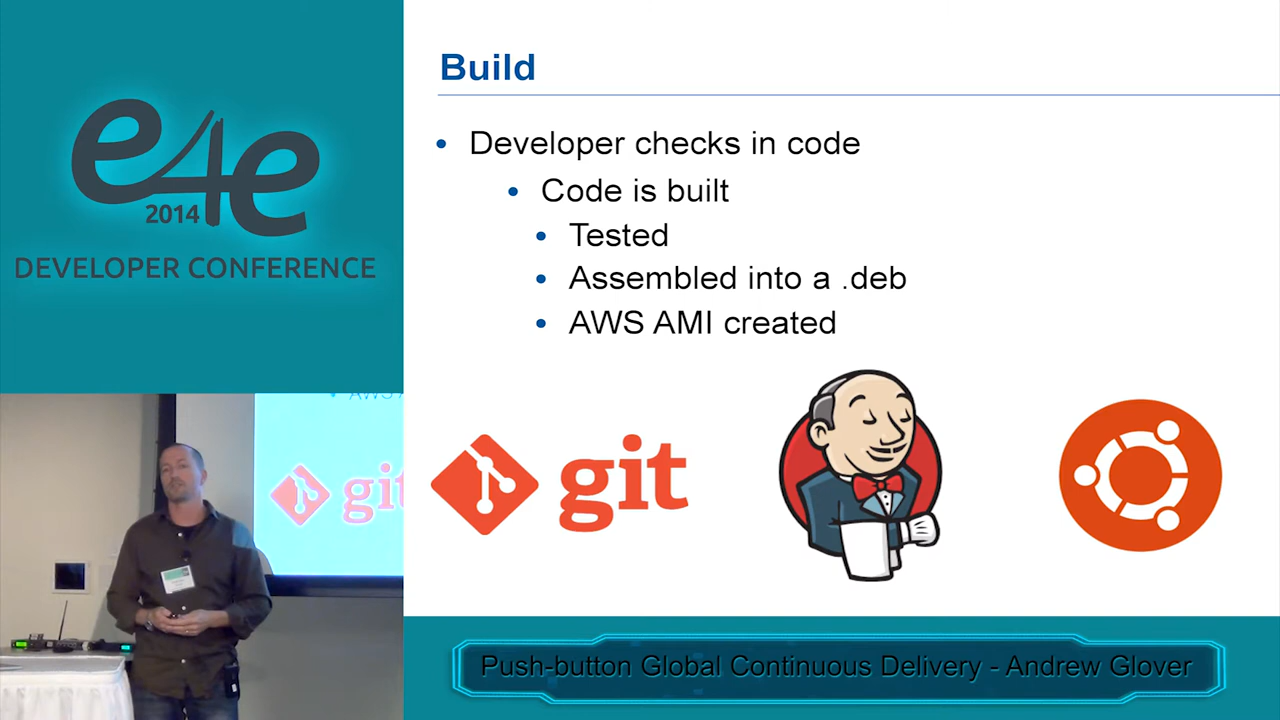 e4e
2014
DEVELOPER CONFERENCE
Build
Developer checks in code
Code is built
Tested
Assembled into a .deb
AWS AMI created
git
git
Push-button Global Continuous Delivery - Andrew Glover